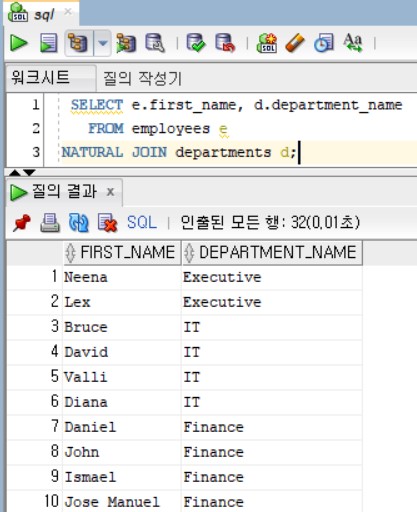 sql
워크시트 질의 작성기
1 SELECT e.first_name, d.department_name
2 FROM employees e
3 NATURAL JOIN departments d;
질의 결과 x
SQL | 인출된 모든 행: 32(0,01초)
FIRST_NAME DEPARTMENT_NAME
1 Neena Executive
2 Lex Executive
3 Bruce IT
4 David IT
5 Valli IT
6 Diana IT
7 Daniel Finance
8 John Finance
9 Ismael Finance
10 Jose Manuel Finance